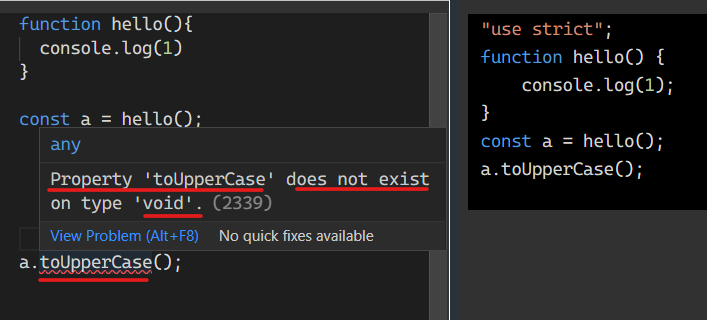 function hello(){
console.log(1)
}
const a = hello();
any
Property 'toUpperCase' does not exist
on type 'void'. (2339)
View Problem (Alt+F8) No quick fixes available
a.toUpperCase();
"use strict";
function hello() {
console.log(1);
}
const a = hello();
a.toUpperCase();